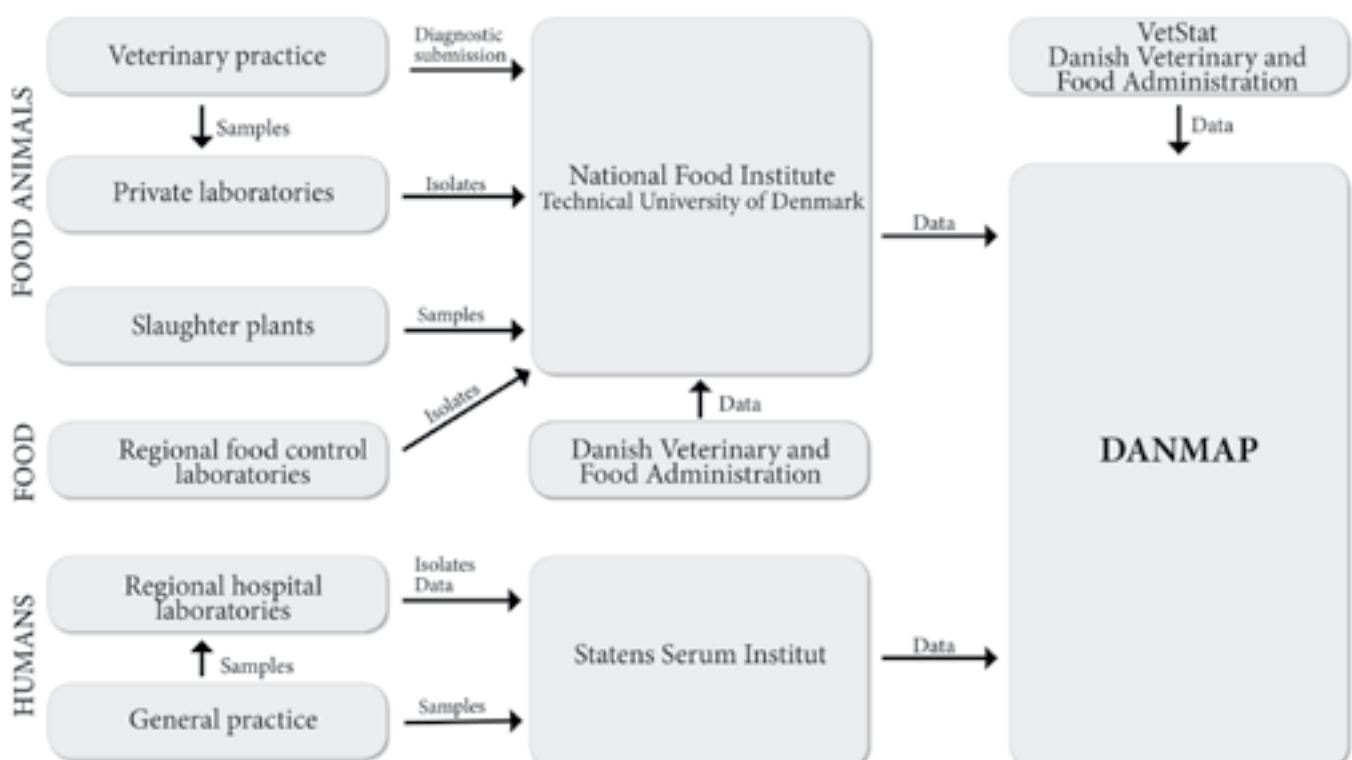 FOOD ANIMALS
Veterinary practice
Diagnostic
submission
Samples
Private laboratories
Isolates
Slaughter plants
Samples
National Food Institute
Technical University of Denmark
Data
VetStat
Danish Veterinary and
Food Administration
Data
FOOD
Regional food control
laboratories
Isolates
Data
Danish Veterinary and
Food Administration
DANMAP
HUMANS
Regional hospital
laboratories
Isolates
Data
Samples
General practice
Samples
Statens Serum Institut
Data